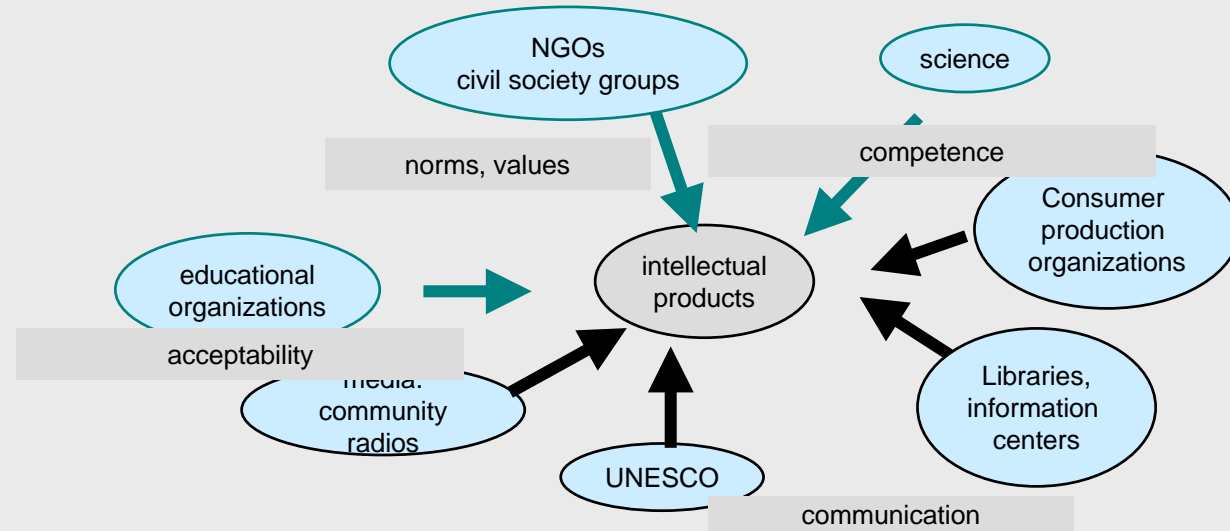 NGOs
civil society groups
science
norms, values
competence
Consumer
production
organizations
intellectual
products
educational
organizations
acceptability
media:
community
radios
Libraries,
information
centers
UNESCO
communication